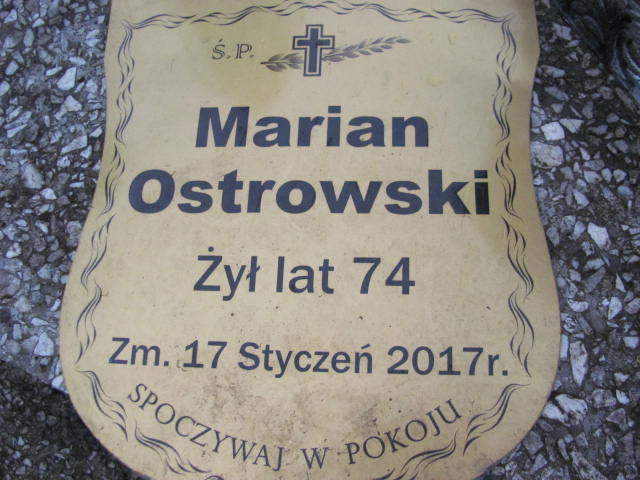 Ś.P.
Marian
Ostrowski
Żył lat 74
Zm. 17 Styczeń 2017r.
SPOCZYWAJ W POKOJU